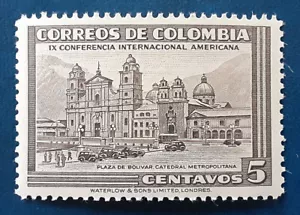 CORREOS DE COLOMBIA
IX CONFERENCIA INTERNACIONAL AMERICANA
PLAZA DE BOLIVAR, CATEDRAL METROPOLITANA
CENTAVOS 5
WATERLOW & SONS LIMITED, LONDRES.